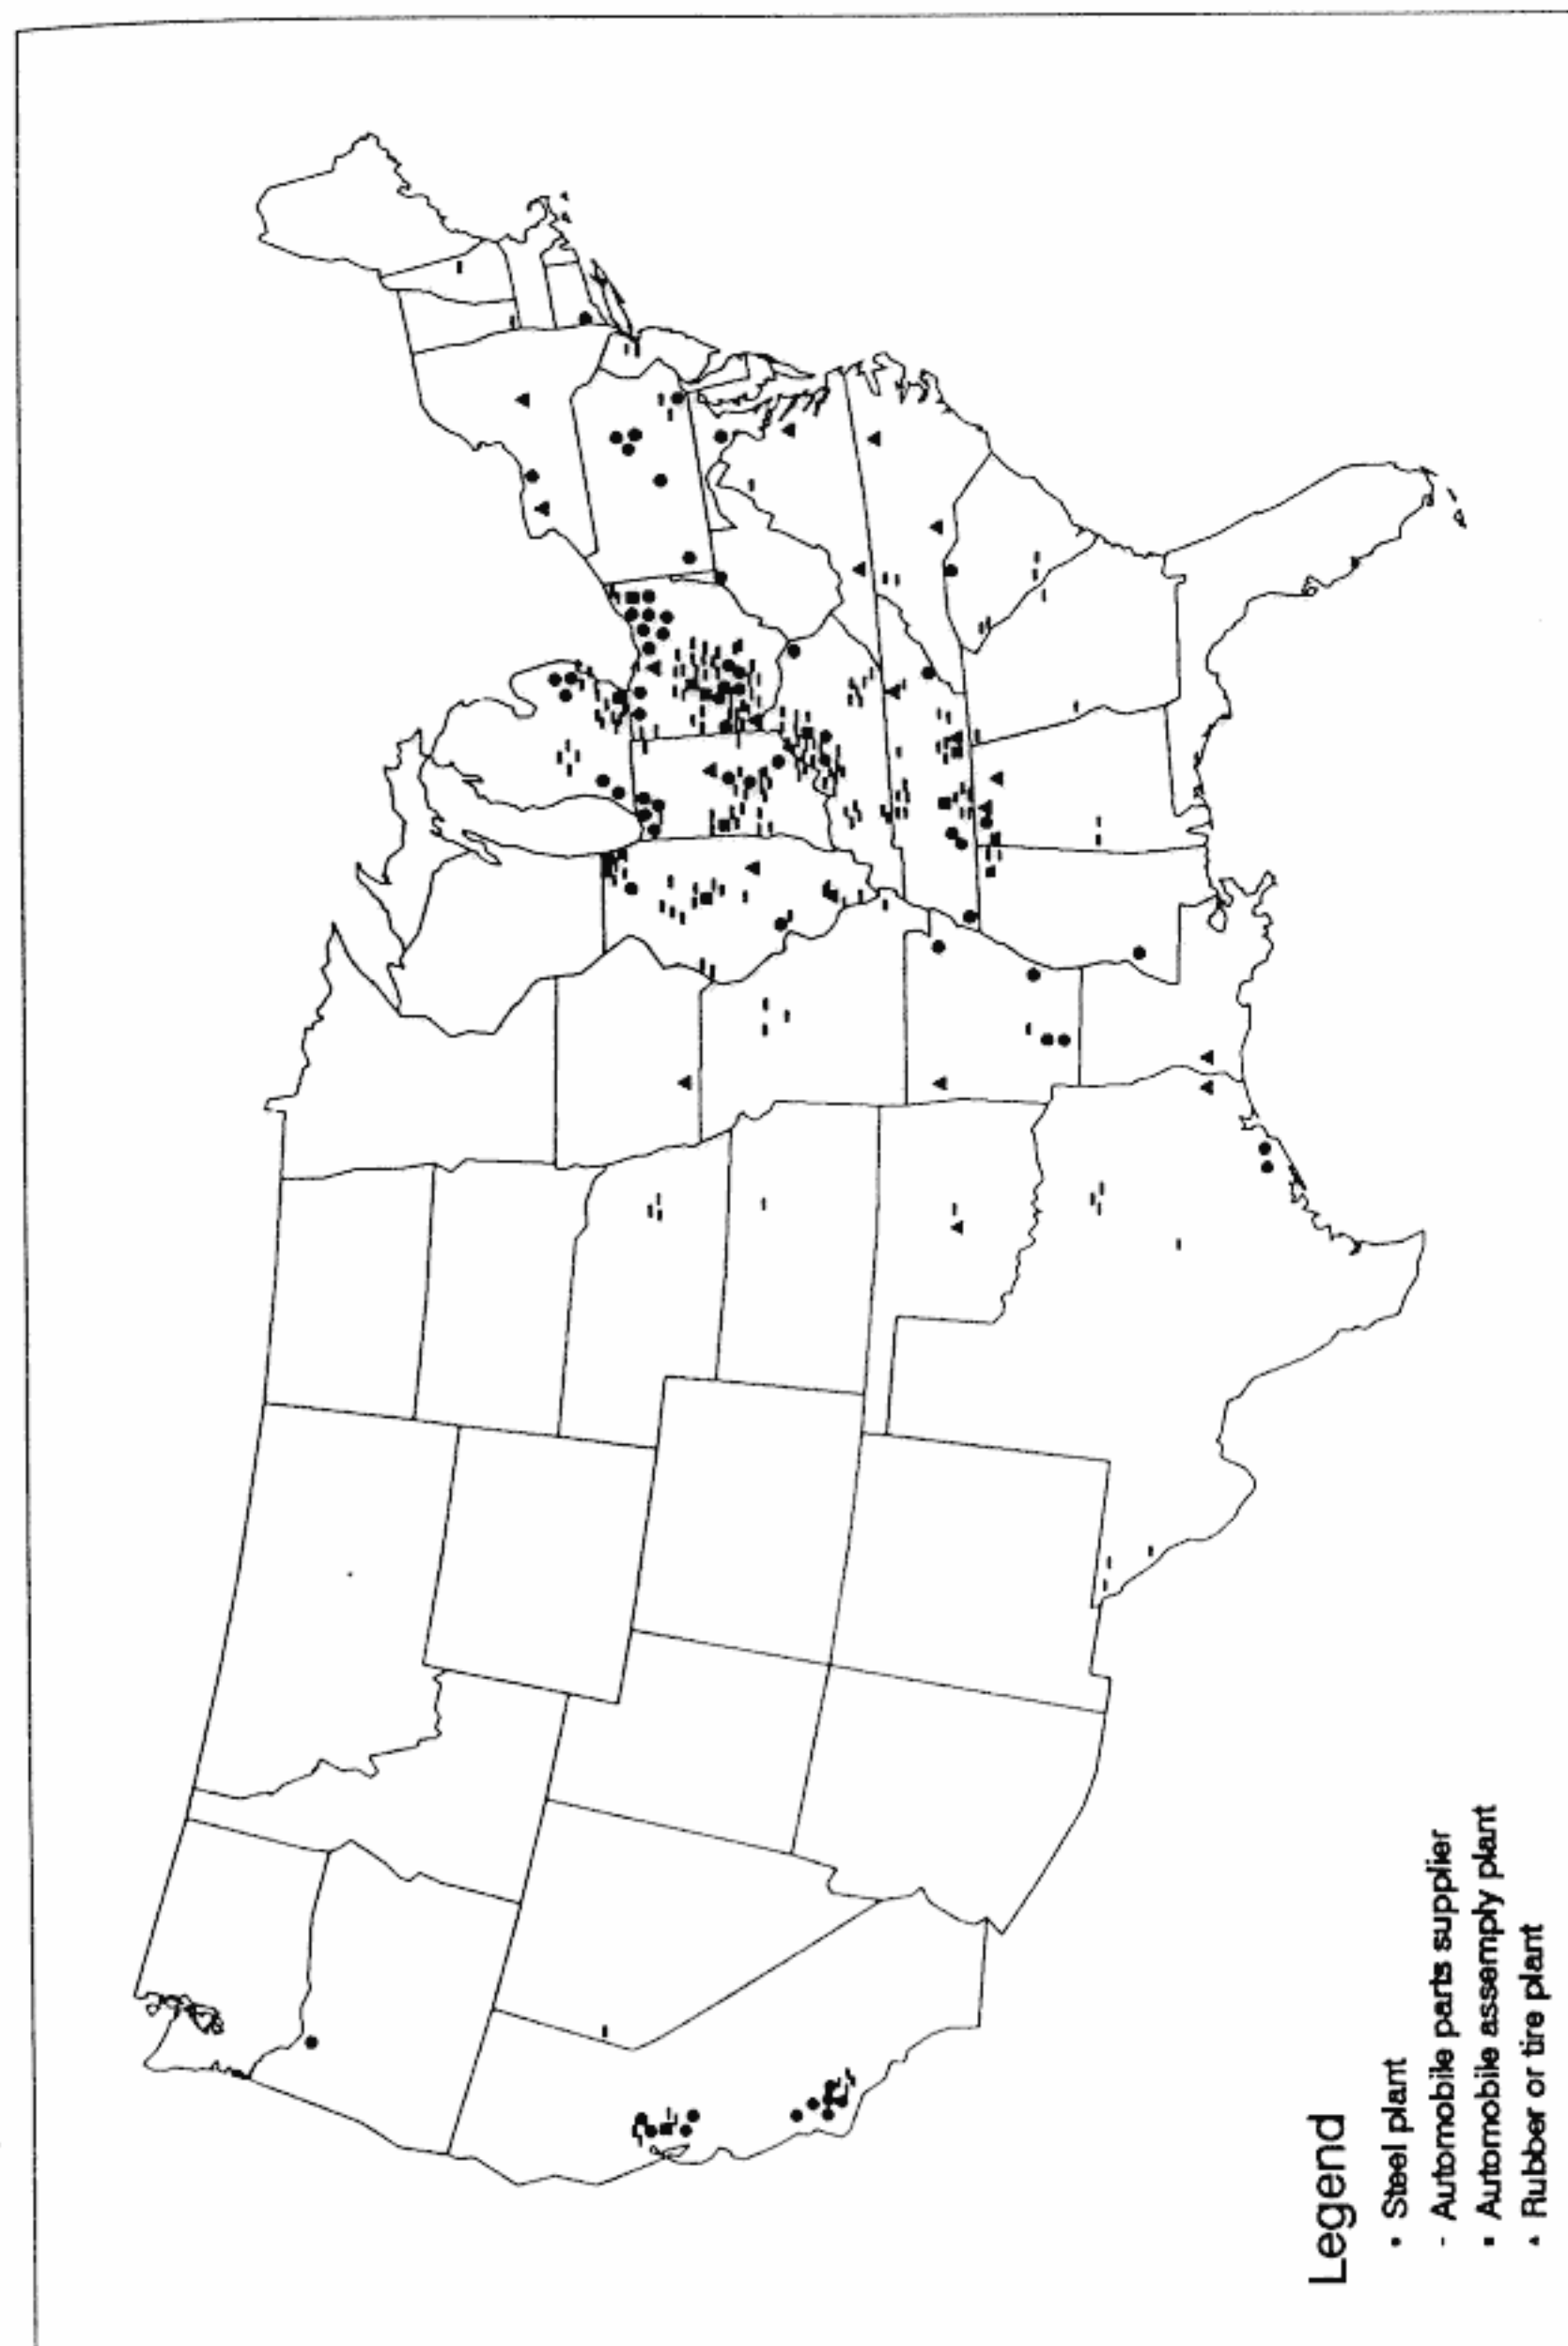 Legend
• Steel plant
- Automobile parts supplier
▪ Automobile assemply plant
▲ Rubber or tire plant